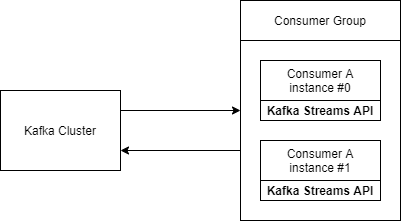 Consumer Group
Consumer A
instance #0
Kafka Streams API
Kafka Cluster
Consumer A
instance #1
Kafka Streams API